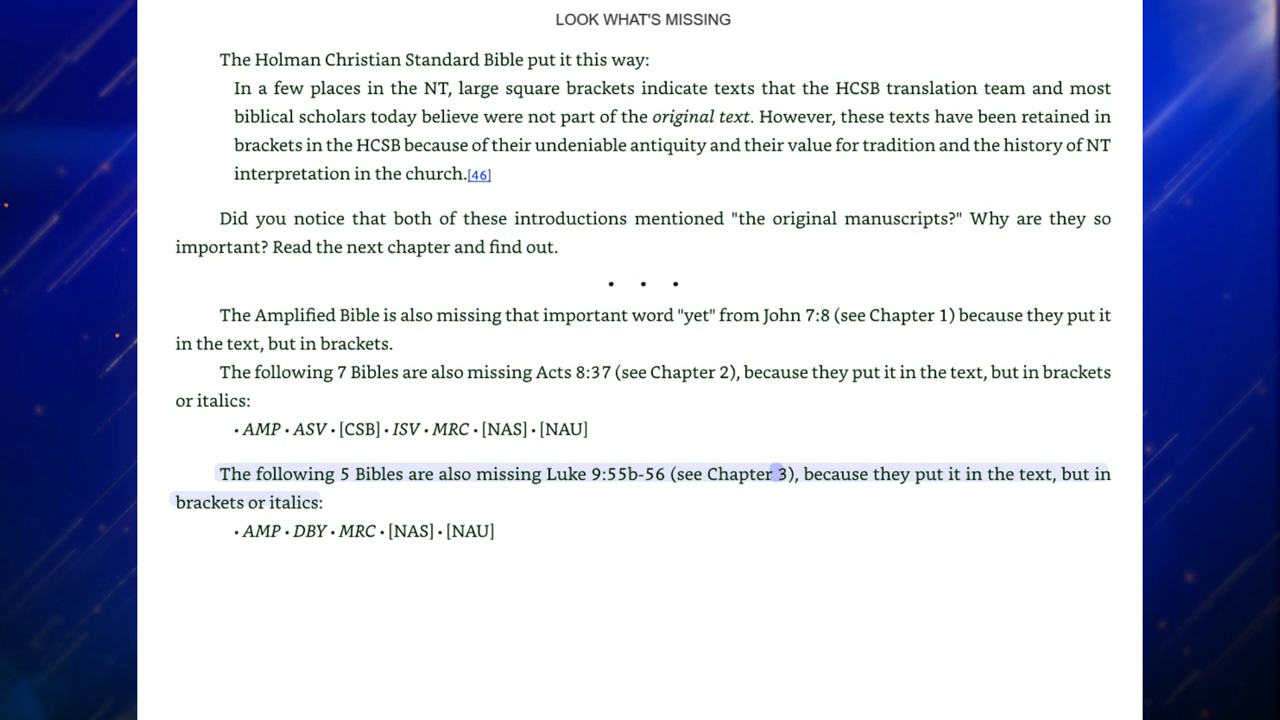 LOOK WHAT'S MISSING
The Holman Christian Standard Bible put it this way:
In a few places in the NT, large square brackets indicate texts that the HCSB translation team and most
biblical scholars today believe were not part of the original text. However, these texts have been retained in
brackets in the HCSB because of their undeniable antiquity and their value for tradition and the history of NT
interpretation in the church.[46]
Did you notice that both of these introductions mentioned "the original manuscripts?" Why are they so
important? Read the next chapter and find out.
• • •
The Amplified Bible is also missing that important word "yet" from John 7:8 (see Chapter 1) because they put it
in the text, but in brackets.
The following 7 Bibles are also missing Acts 8:37 (see Chapter 2), because they put it in the text, but in brackets
or italics:
• AMP • ASV • [CSB] • ISV • MRC • [NAS] • [NAU]
The following 5 Bibles are also missing Luke 9:55b-56 (see Chapter 3), because they put it in the text, but in
brackets or italics:
• AMP • DBY • MRC • [NAS] • [NAU]